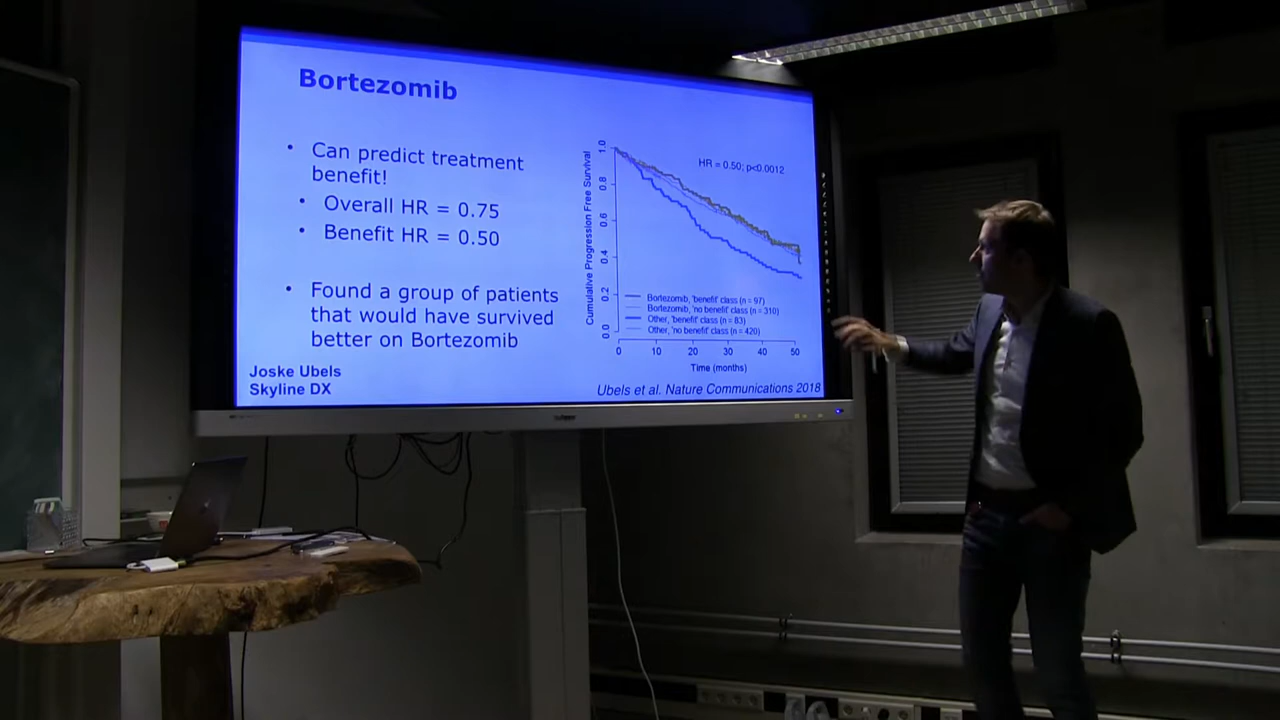 Bortezomib
• Can predict treatment
benefit!
• Overall HR = 0.75
• Benefit HR = 0.50
• Found a group of patients
that would have survived
better on Bortezomib
Joske Ubels
Skyline DX
Cumulative Progression Free Survival
1.0
0.8
0.6
0.4
0.2
0.0
HR = 0.50; p<0.0012
Bortezomib, 'benefit' class (n = 97)
Bortezomib, 'no benefit' class (n = 310)
Other, 'benefit' class (n = 83)
Other, 'no benefit' class (n = 420)
0 10 20 30 40 50
Time (months)
Ubels et al. Nature Communications 2018